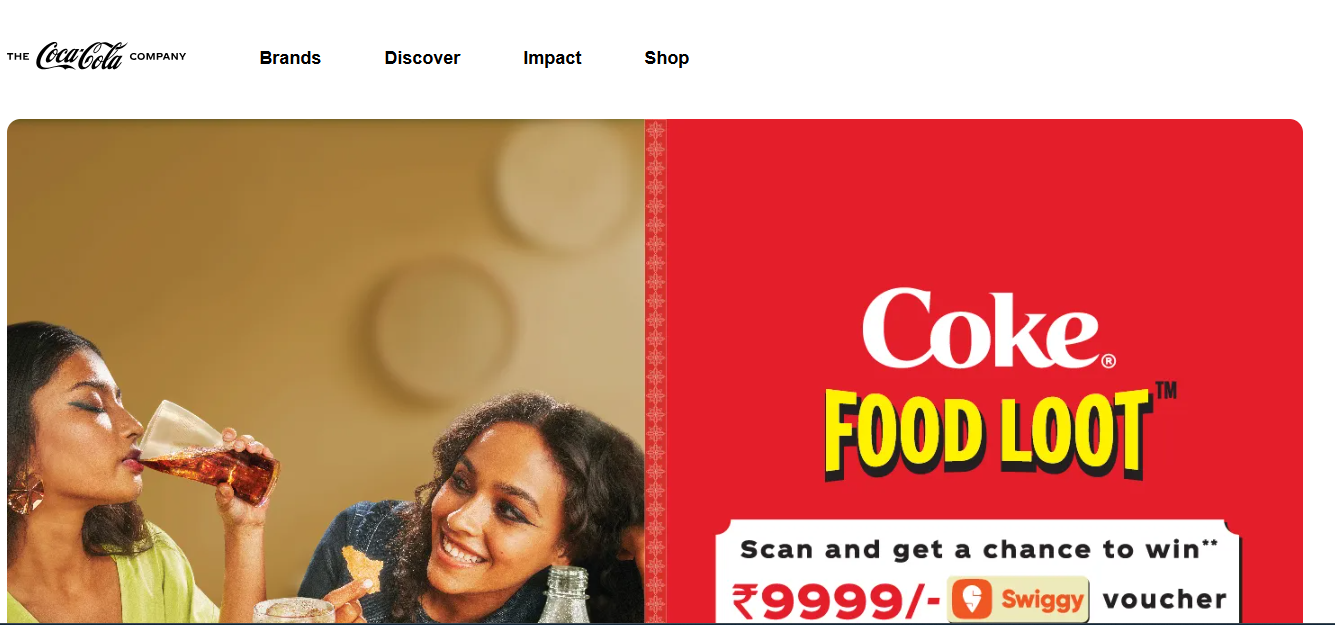 THE Coca-Cola COMPANY Brands Discover Impact Shop
Coke®
FOOD LOOT™
Scan and get a chance to win**
₹9999/- Swiggy voucher